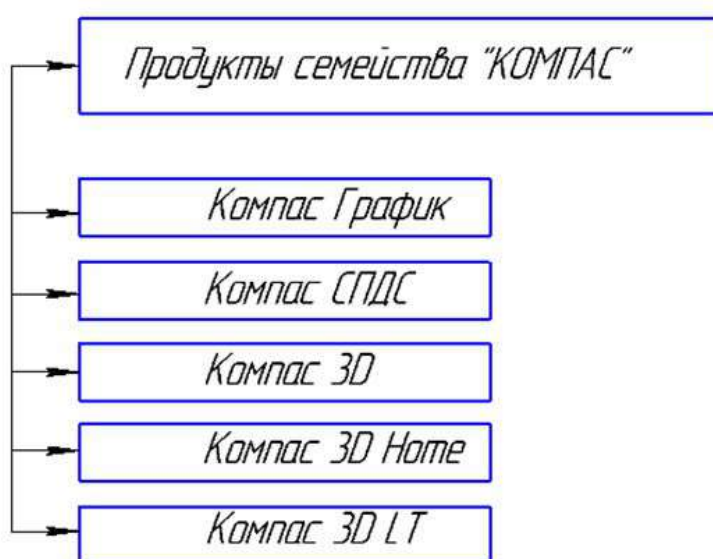 Продукты семейства "КОМПАС"
Компас График
Компас СПДС
Компас 3D
Компас 3D Home
Компас 3D LT